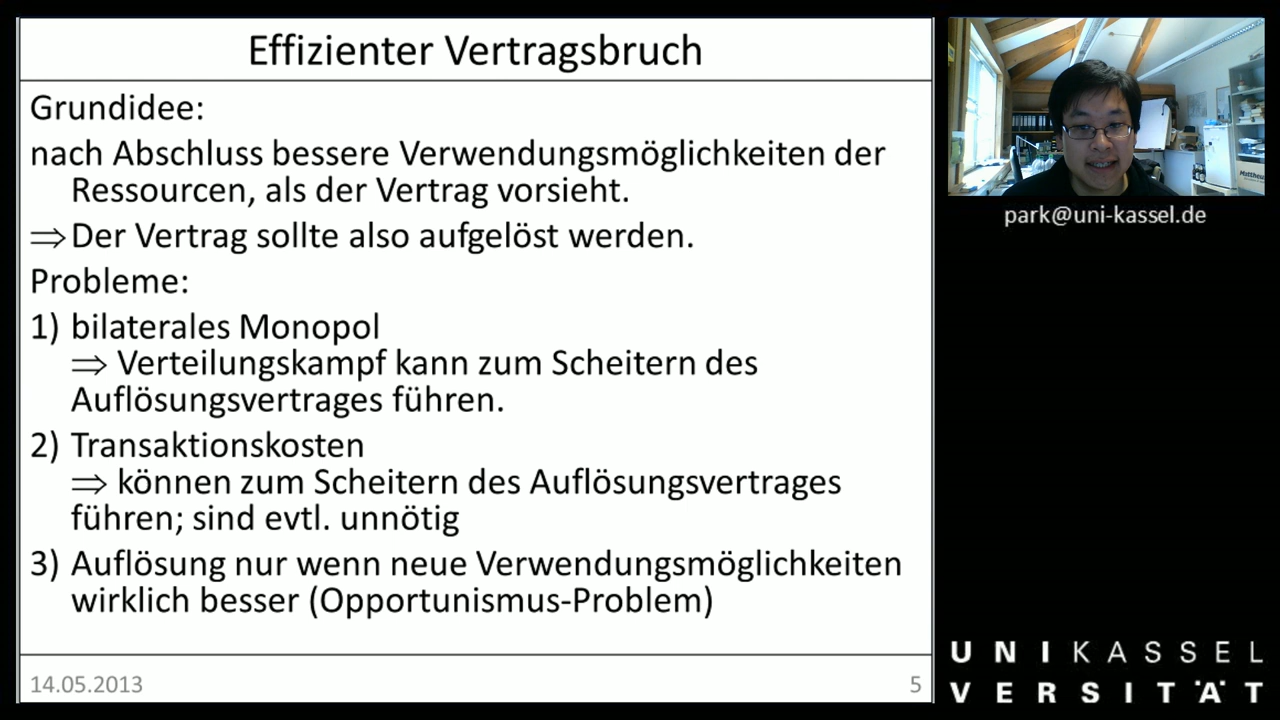 Effizienter Vertragsbruch
Grundidee:
nach Abschluss bessere Verwendungsmöglichkeiten der
Ressourcen, als der Vertrag vorsieht.
⇒ Der Vertrag sollte also aufgelöst werden.
Probleme:
1) bilaterales Monopol
⇒ Verteilungskampf kann zum Scheitern des
Auflösungsvertrages führen.
2) Transaktionskosten
⇒ können zum Scheitern des Auflösungsvertrages
führen; sind evtl. unnötig
3) Auflösung nur wenn neue Verwendungsmöglichkeiten
wirklich besser (Opportunismus-Problem)
14.05.2013
5
park@uni-kassel.de
UNIKASSEL
VERSITÄT